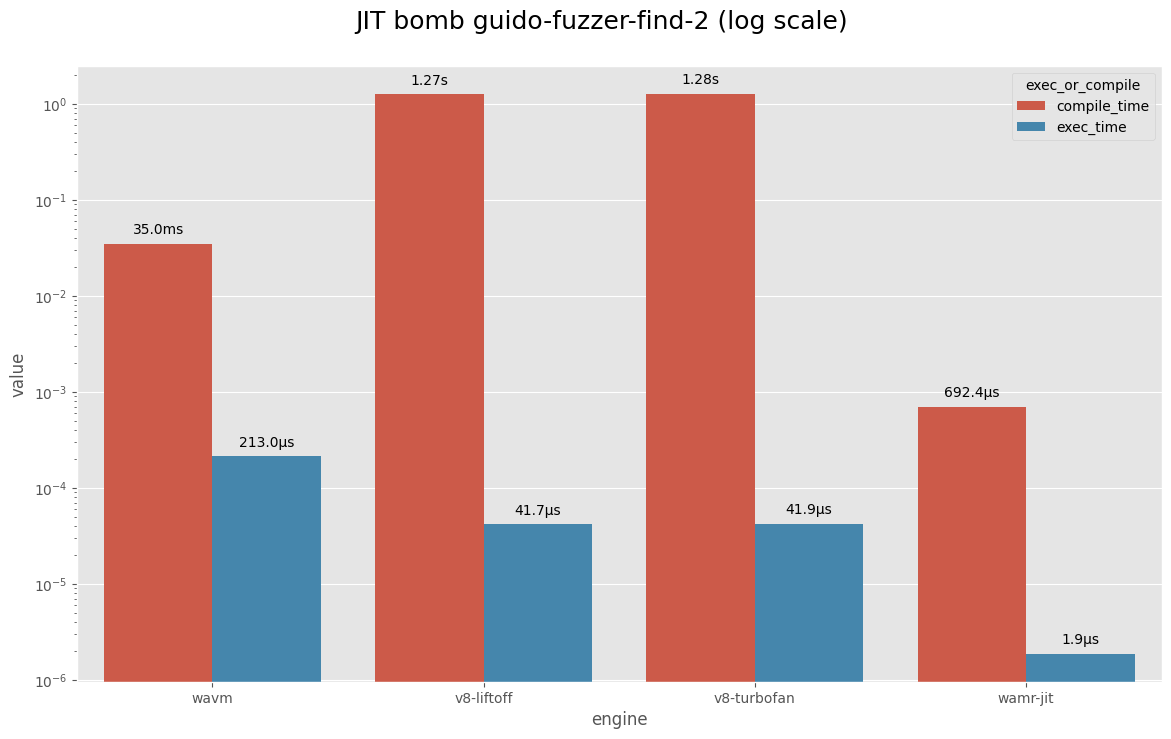 JIT bomb guido-fuzzer-find-2 (log scale)
exec_or_compile
compile_time
exec_time
1.27s
1.28s
35.0ms
692.4µs
213.0µs
41.7µs
41.9µs
1.9µs
10⁰
10⁻¹
10⁻²
10⁻³
10⁻⁴
10⁻⁵
10⁻⁶
value
wavm
v8-liftoff
v8-turbofan
wamr-jit
engine